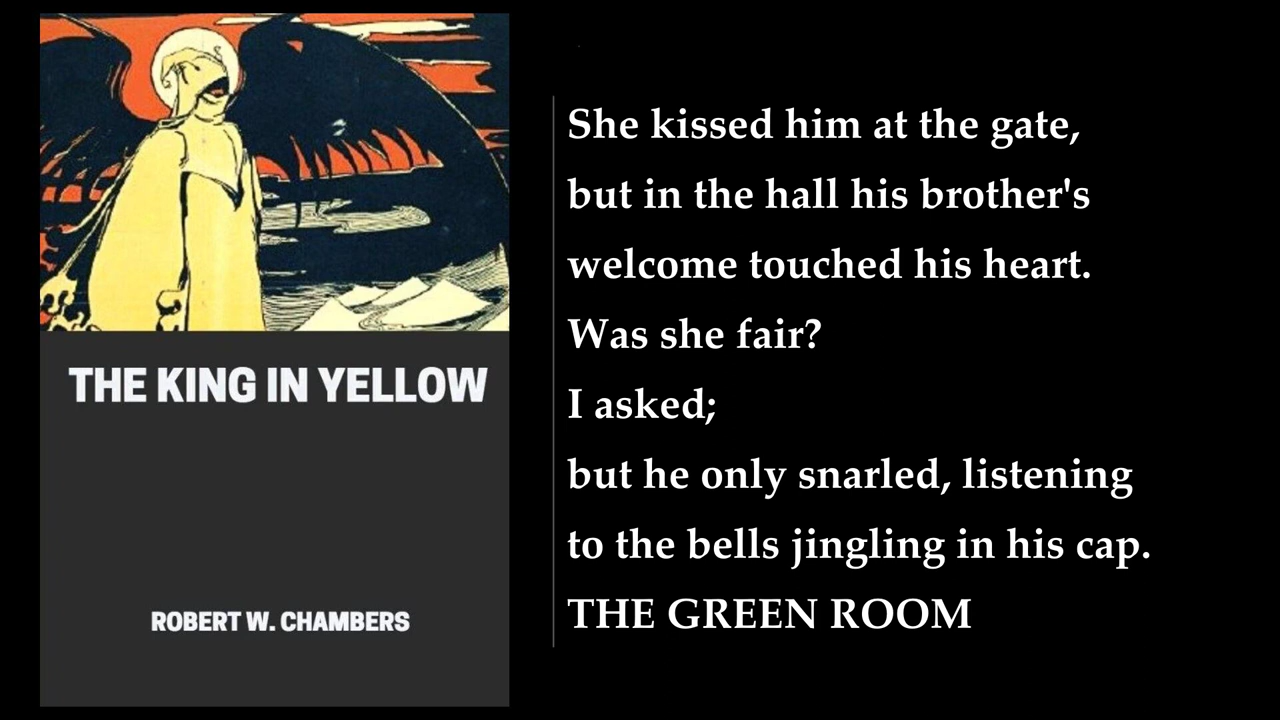 THE KING IN YELLOW
ROBERT W. CHAMBERS
She kissed him at the gate,
but in the hall his brother's
welcome touched his heart.
Was she fair?
I asked;
but he only snarled, listening
to the bells jingling in his cap.
THE GREEN ROOM